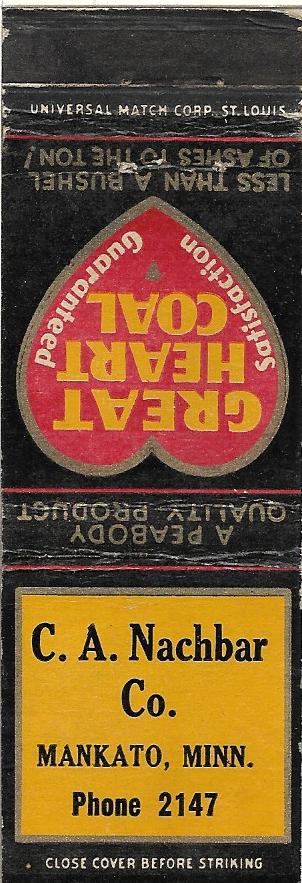 UNIVERSAL MATCH CORP. ST. LOUIS
A PEABODY
QUALITY PRODUCT
GREAT
HEART
COAL
Satisfaction Guaranteed
LESS THAN A BUSHEL
OF ASHES TO THE TON!
C. A. Nachbar
Co.
MANKATO, MINN.
Phone 2147
CLOSE COVER BEFORE STRIKING